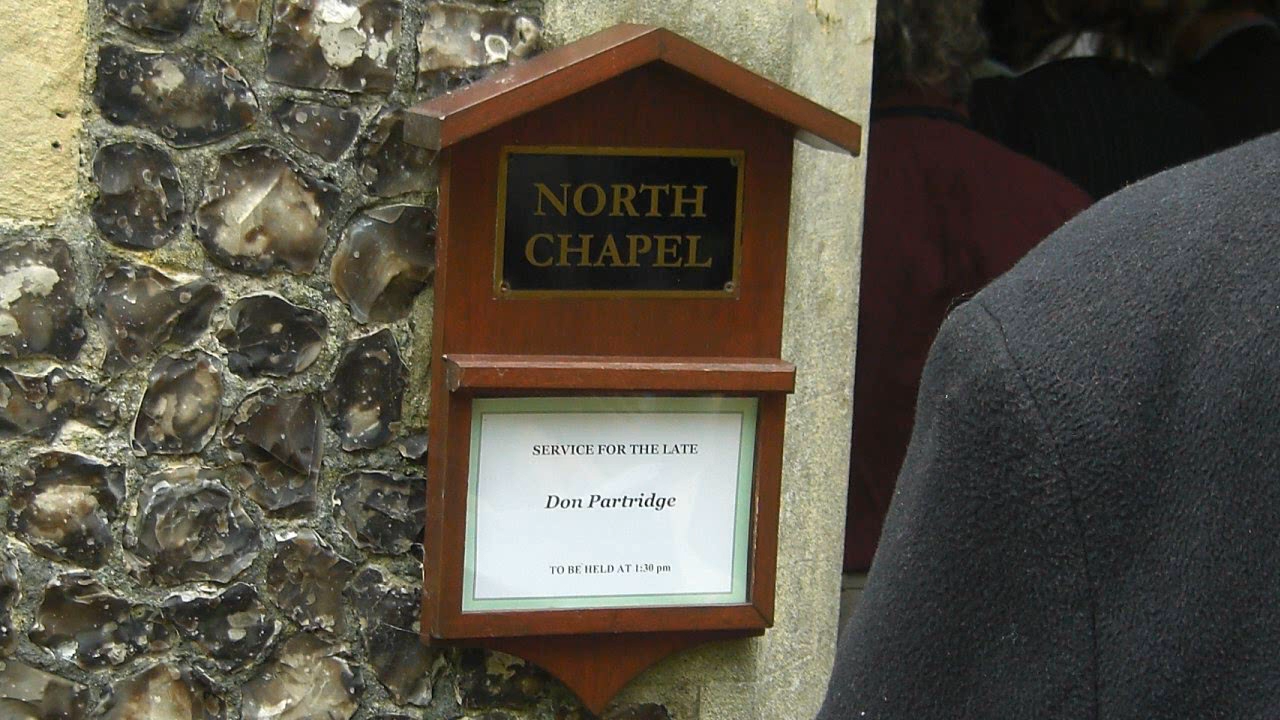 NORTH
CHAPEL
SERVICE FOR THE LATE
Don Partridge
TO BE HELD AT 1:30 pm